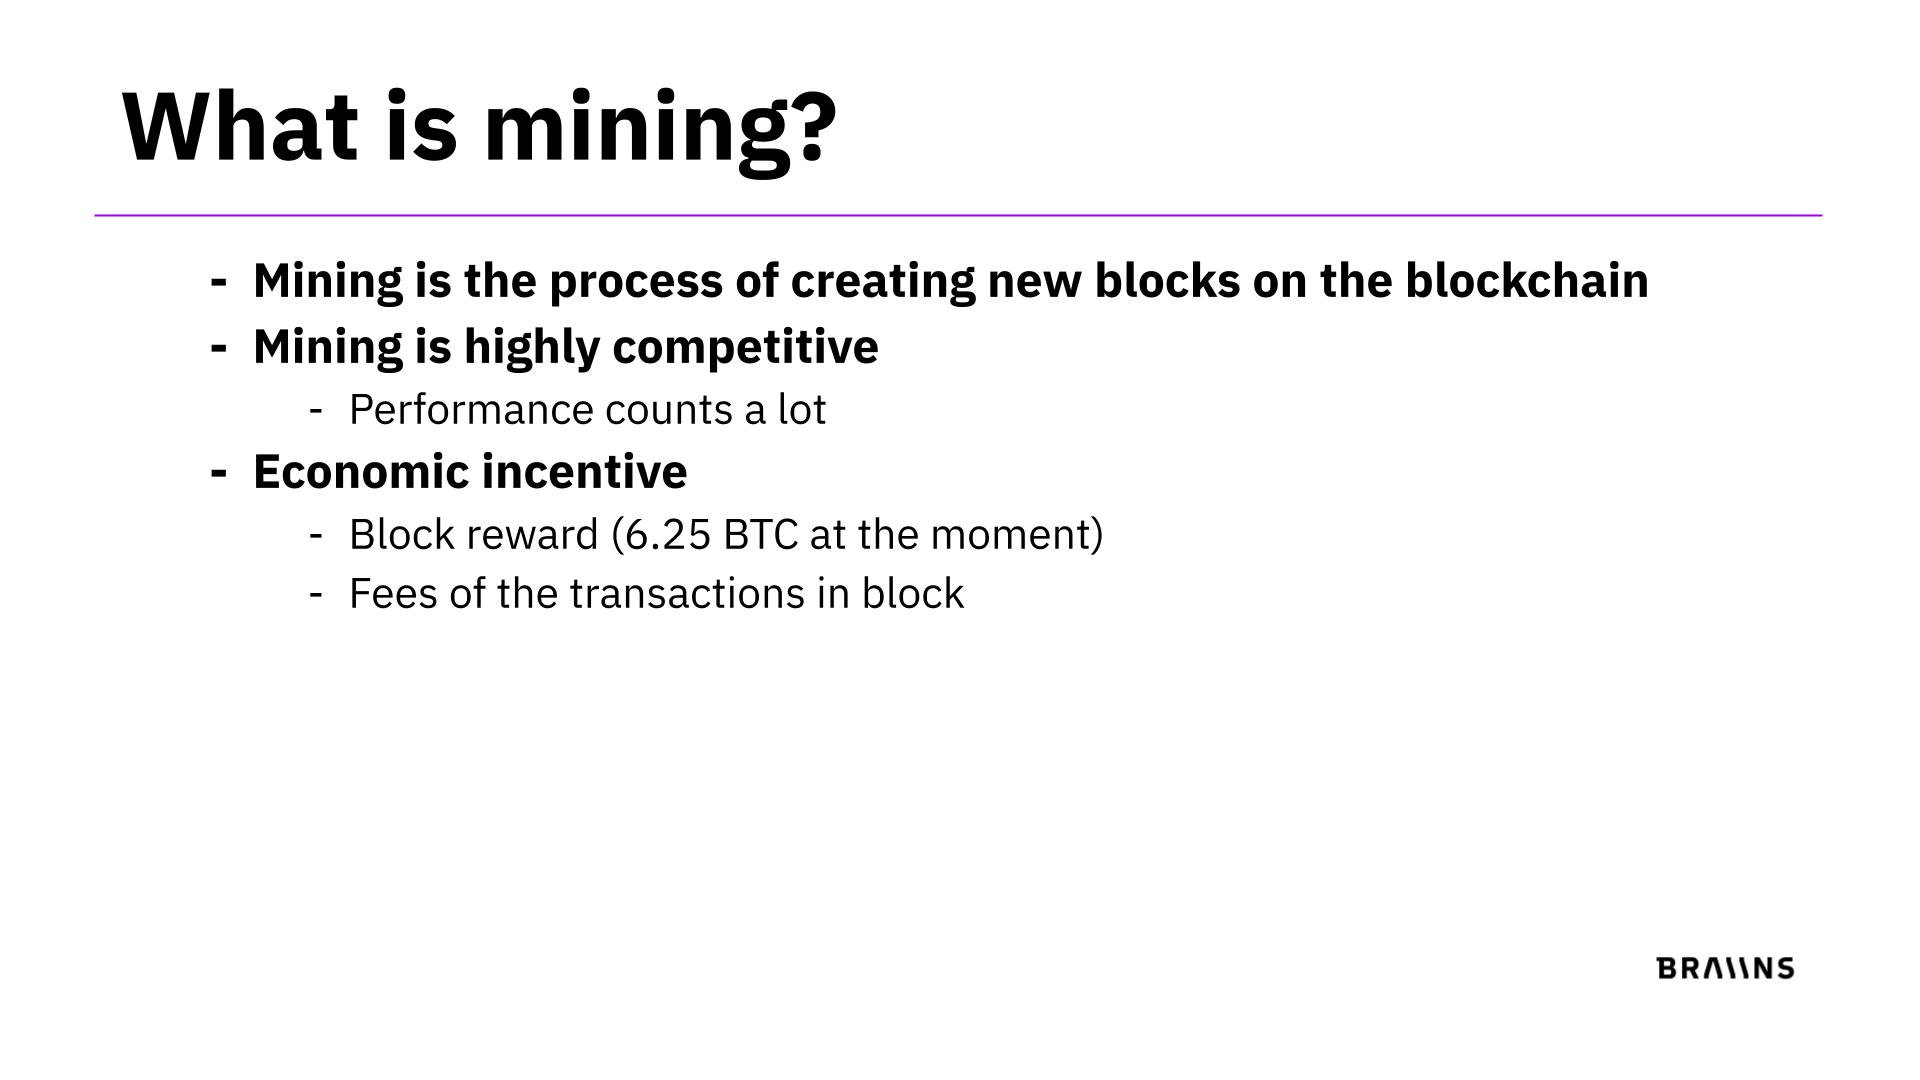 What is mining?
- Mining is the process of creating new blocks on the blockchain
- Mining is highly competitive
- Performance counts a lot
- Economic incentive
- Block reward (6.25 BTC at the moment)
- Fees of the transactions in block
BRAIINS